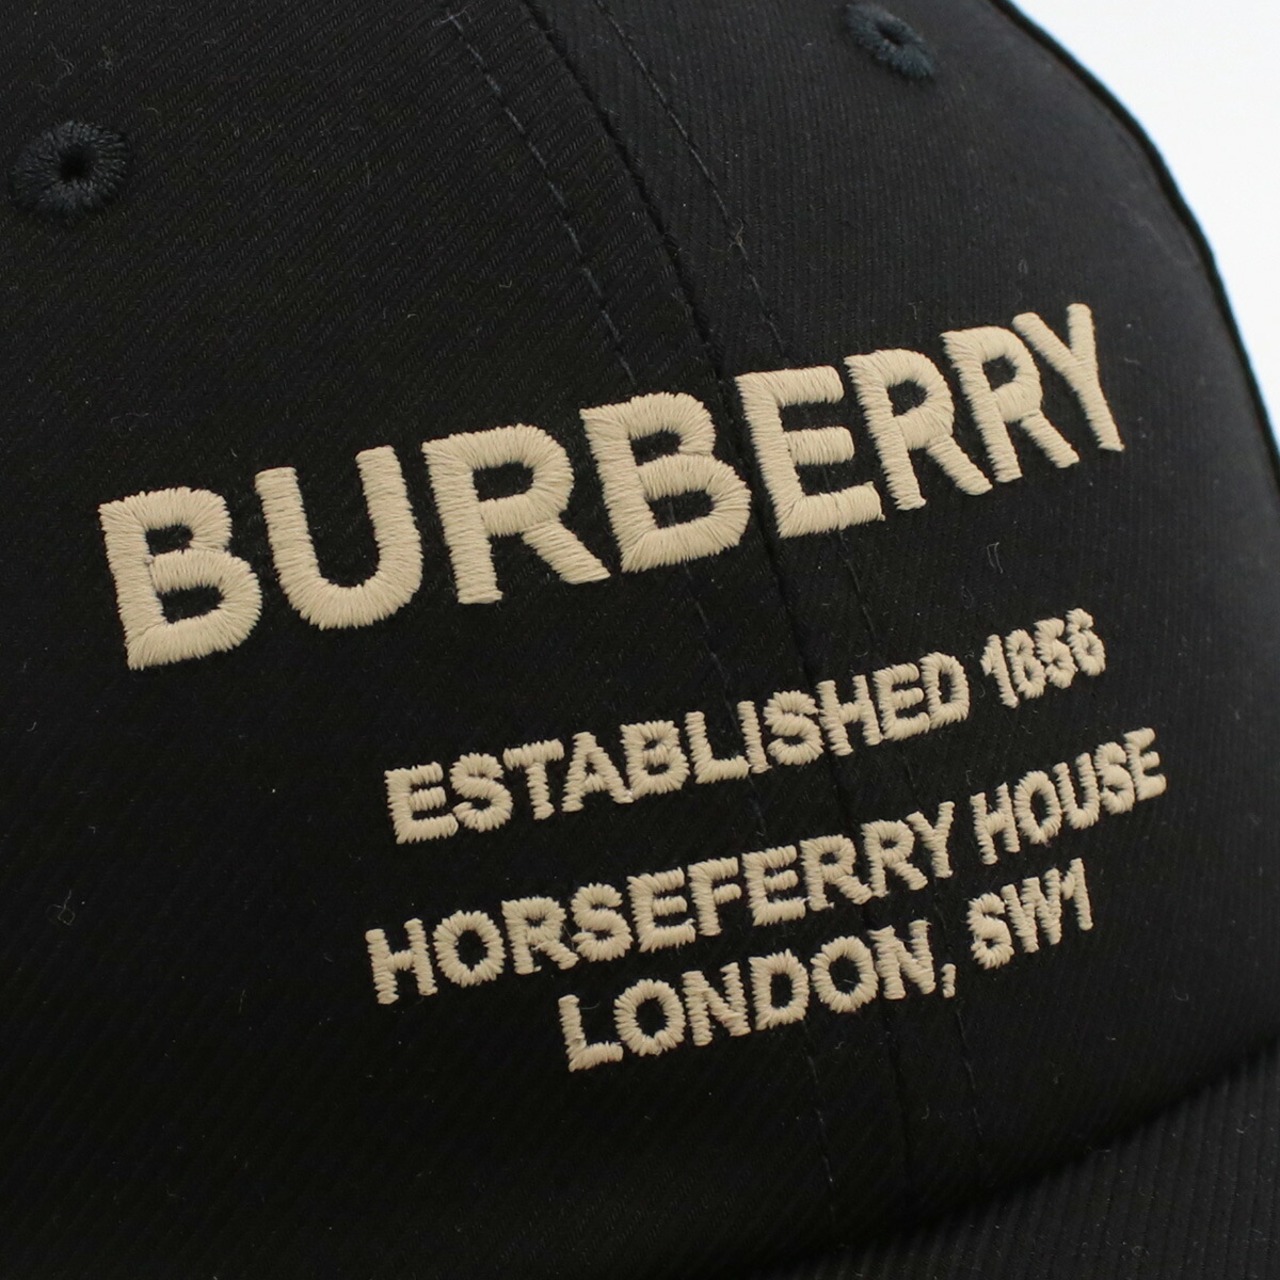 BURBERRY
ESTABLISHED 1856
HORSEFERRY HOUSE
LONDON, SW1